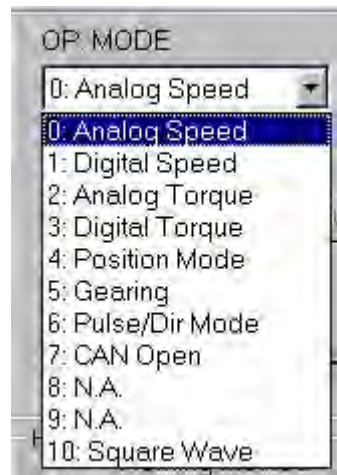 OP. MODE
0: Analog Speed
0: Analog Speed
1: Digital Speed
2: Analog Torque
3: Digital Torque
4: Position Mode
5: Gearing
6: Pulse/Dir Mode
7: CAN Open
8: N.A.
9: N.A.
10: Square Wave